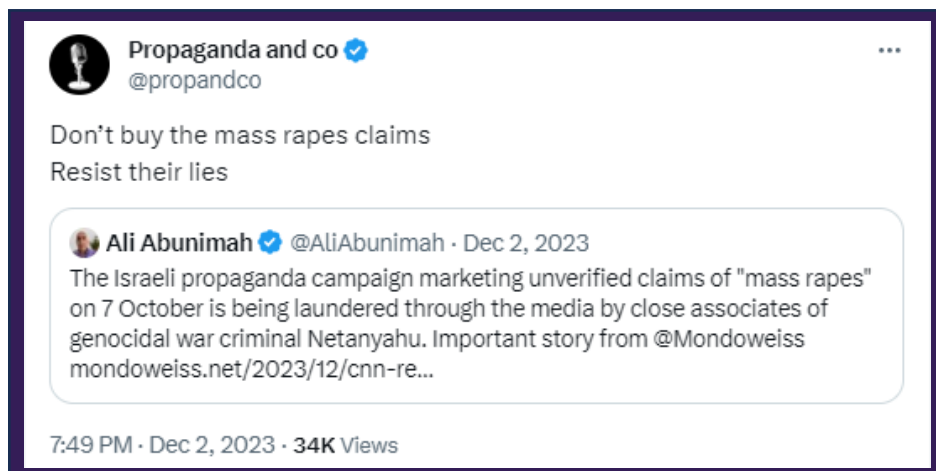 Propaganda and co
@propandco
Don't buy the mass rapes claims
Resist their lies
Ali Abunimah @AliAbunimah · Dec 2, 2023
The Israeli propaganda campaign marketing unverified claims of "mass rapes"
on 7 October is being laundered through the media by close associates of
genocidal war criminal Netanyahu. Important story from @Mondoweiss
mondoweiss.net/2023/12/cnn-re...
7:49 PM · Dec 2, 2023 · 34K Views